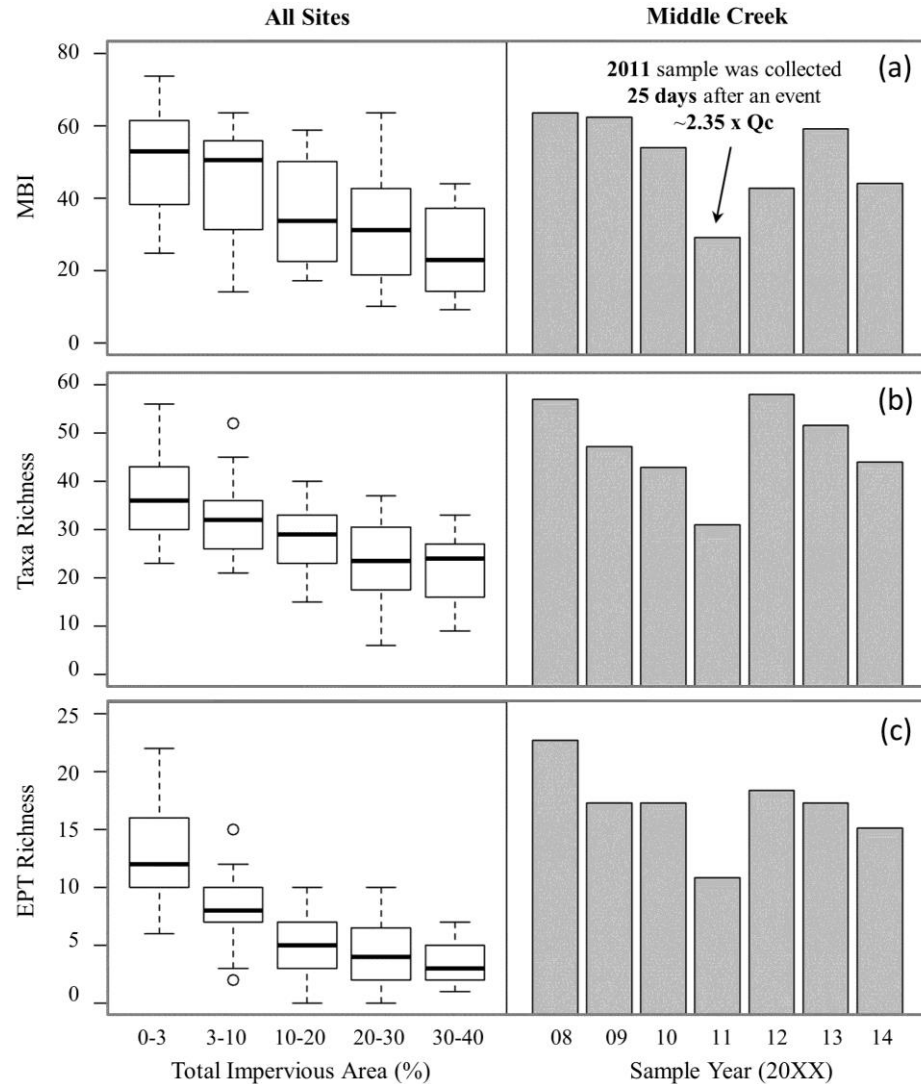 All Sites
Middle Creek
(a)
2011 sample was collected
25 days after an event
~2.35 x Qc
MBI
80
60
40
20
0
(b)
Taxa Richness
60
50
40
30
20
10
0
(c)
EPT Richness
25
20
15
10
5
0
0-3 3-10 10-20 20-30 30-40
08 09 10 11 12 13 14
Total Impervious Area (%)
Sample Year (20XX)